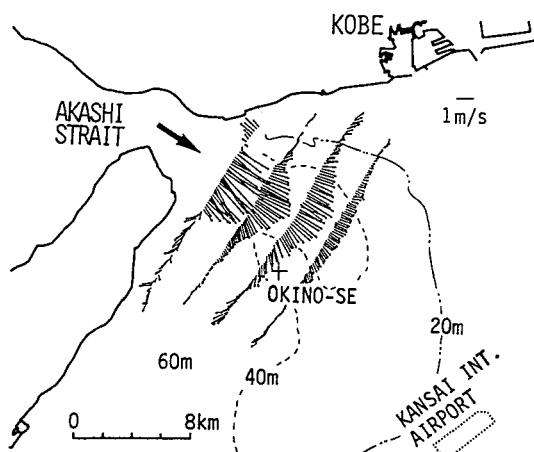 KOBE
AKASHI
STRAIT
1m/s
OKINO-SE
20m
60m
40m
KANSAI INT.
AIRPORT
0
8km